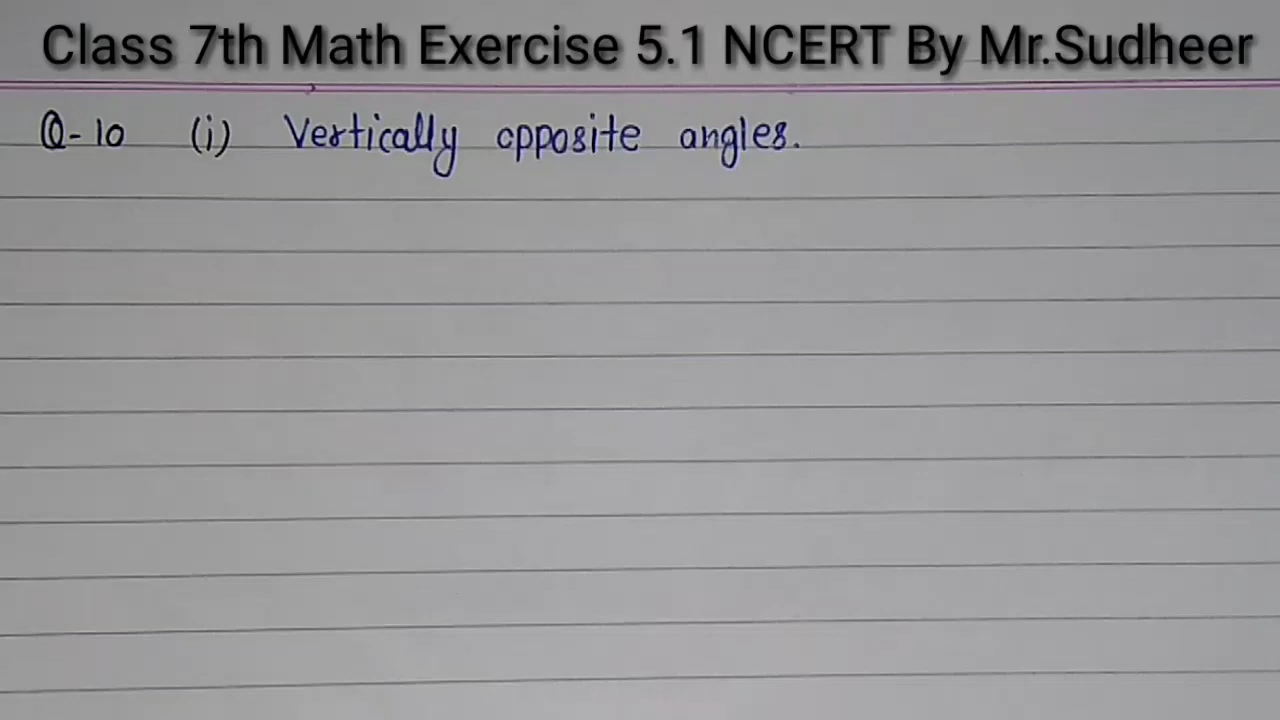 Class 7th Math Exercise 5.1 NCERT By Mr.Sudheer
Q-10 (i) Vertically opposite angles.